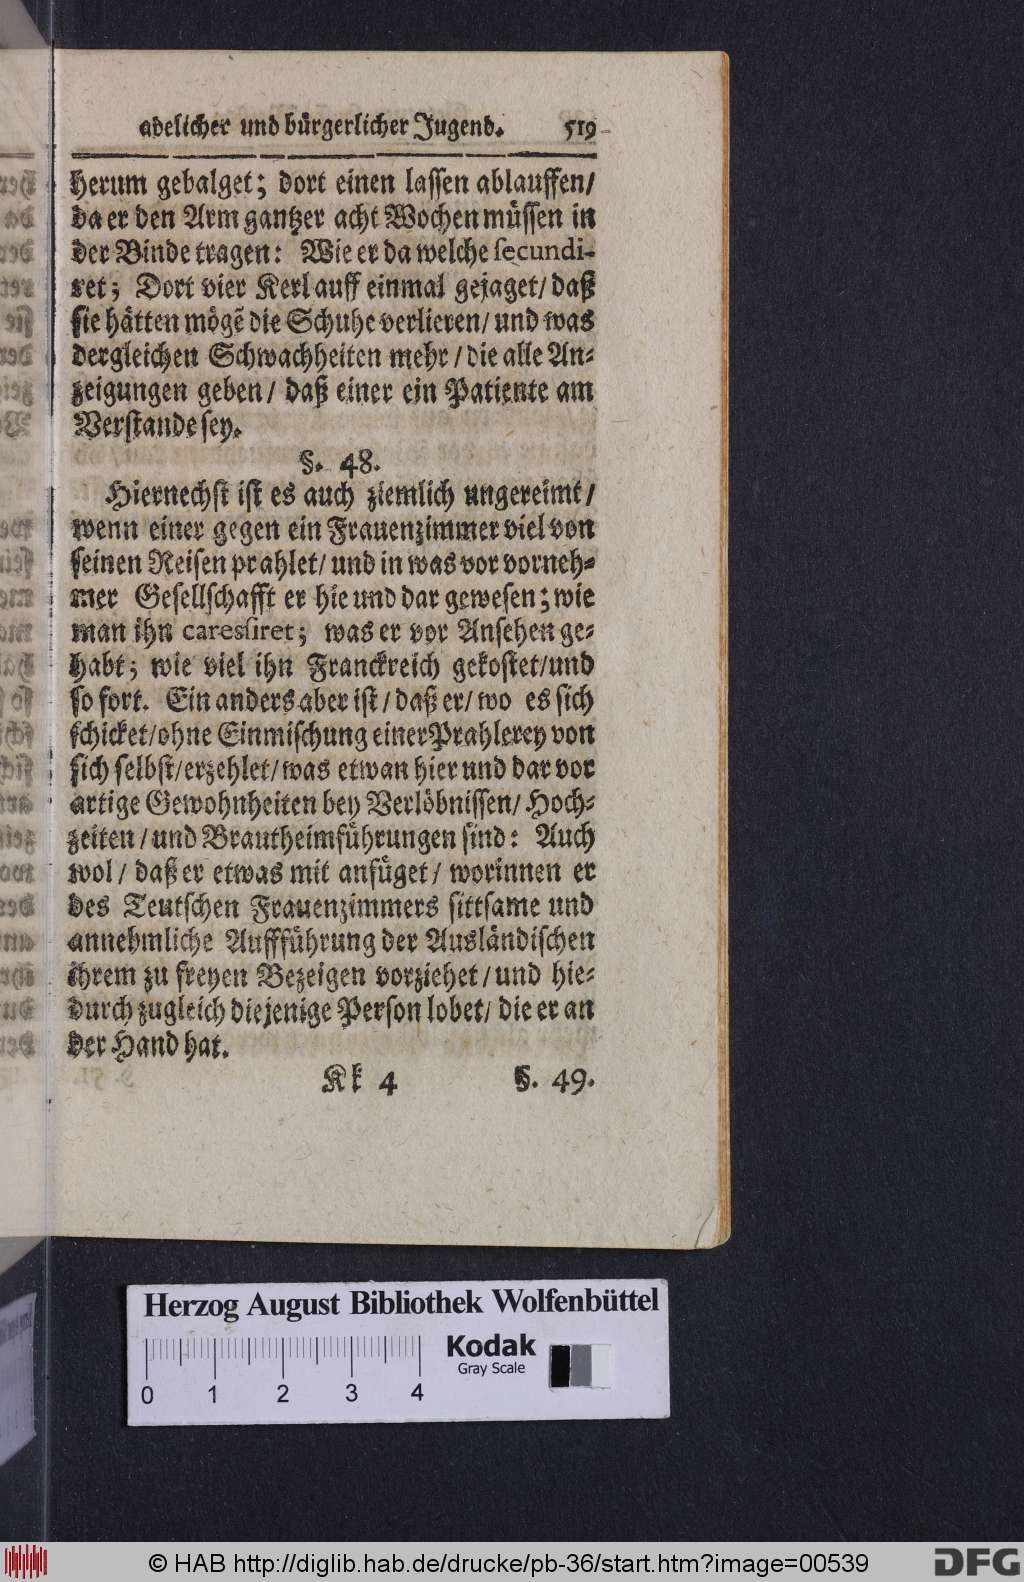 adelicher und bürgerlicher Jugend. 519
herum gebalget; dort einen lassen ablauffen/
da er den Arm gantzer acht Wochen müssen in
der Binde tragen: Wie er da welche secundi-
ret; Dort vier Kerl auff einmal gejaget/ daß
sie hätten mögẽ die Schuhe verlieren/ und was
dergleichen Schwachheiten mehr/ die alle An-
zeigungen geben/ daß einer ein Patiente am
Verstande sey.
§. 48.
Hiernechst ist es auch ziemlich ungereimt/
wenn einer gegen ein Frauenzimmer viel von
seinen Reisen prahlet/ und in was vor vorneh-
mer Gesellschafft er hie und dar gewesen; wie
man ihn caressiret; was er vor Ansehen ge-
habt; wie viel ihn Franckreich gekostet/und
so fort. Ein anders aber ist/ daß er/ wo es sich
schicket/ohne Einmischung einer Prahlerey von
sich selbst/erzehlet/was etwan hier und dar vor
artige Gewohnheiten bey Verlöbnissen/ Hoch-
zeiten/ und Brautheimführungen sind: Auch
wol/ daß er etwas mit anfüget/ worinnen er
des Teutschen Frauenzimmers sittsame und
annehmliche Auffführung der Ausländischen
ihrem zu freyen Bezeigen vorziehet/ und hie-
durch zugleich diejenige Person lobet/ die er an
der Hand hat.
Kk 4 §. 49.
Herzog August Bibliothek Wolfenbüttel
Kodak
Gray Scale
0 1 2 3 4
© HAB http://diglib.hab.de/drucke/pb-36/start.htm?image=00539
DFG